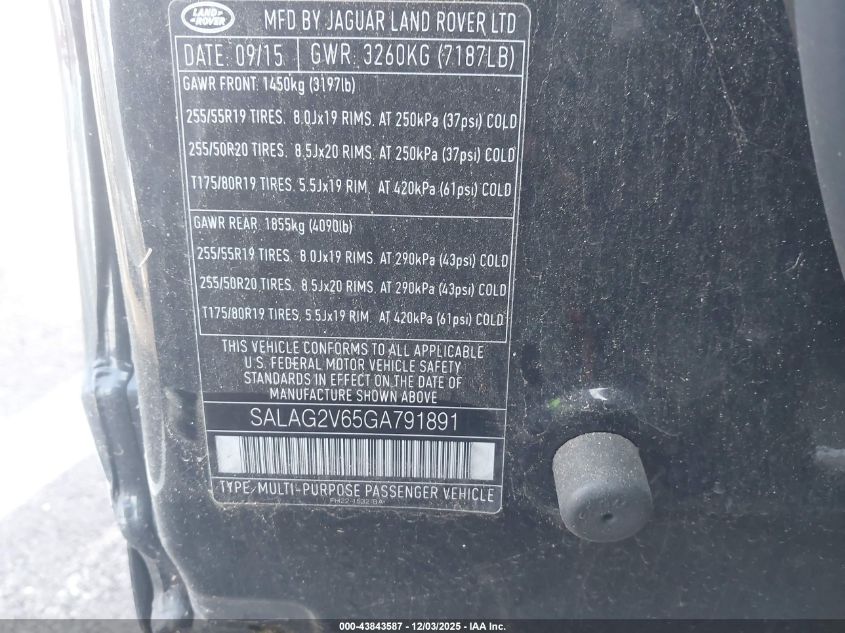 LAND ROVER
MFD BY JAGUAR LAND ROVER LTD
DATE: 09/15 GWR: 3260KG (7187LB)
GAWR FRONT: 1450kg (3197lb)
255/55R19 TIRES. 8.0Jx19 RIMS. AT 250kPa (37psi) COLD
255/50R20 TIRES. 8.5Jx20 RIMS. AT 250kPa (37psi) COLD
T175/80R19 TIRES. 5.5Jx19 RIM. AT 420kPa (61psi) COLD
GAWR REAR: 1855kg (4090lb)
255/55R19 TIRES. 8.0Jx19 RIMS. AT 290kPa (43psi) COLD
255/50R20 TIRES. 8.5Jx20 RIMS. AT 290kPa (43psi) COLD
T175/80R19 TIRES. 5.5Jx19 RIM. AT 420kPa (61psi) COLD
THIS VEHICLE CONFORMS TO ALL APPLICABLE
U.S. FEDERAL MOTOR VEHICLE SAFETY
STANDARDS IN EFFECT ON THE DATE OF
MANUFACTURE SHOWN ABOVE
SALAG2V65GA791891
TYPE: MULTI-PURPOSE PASSENGER VEHICLE
000-43843587 - 12/03/2025 - IAA Inc.